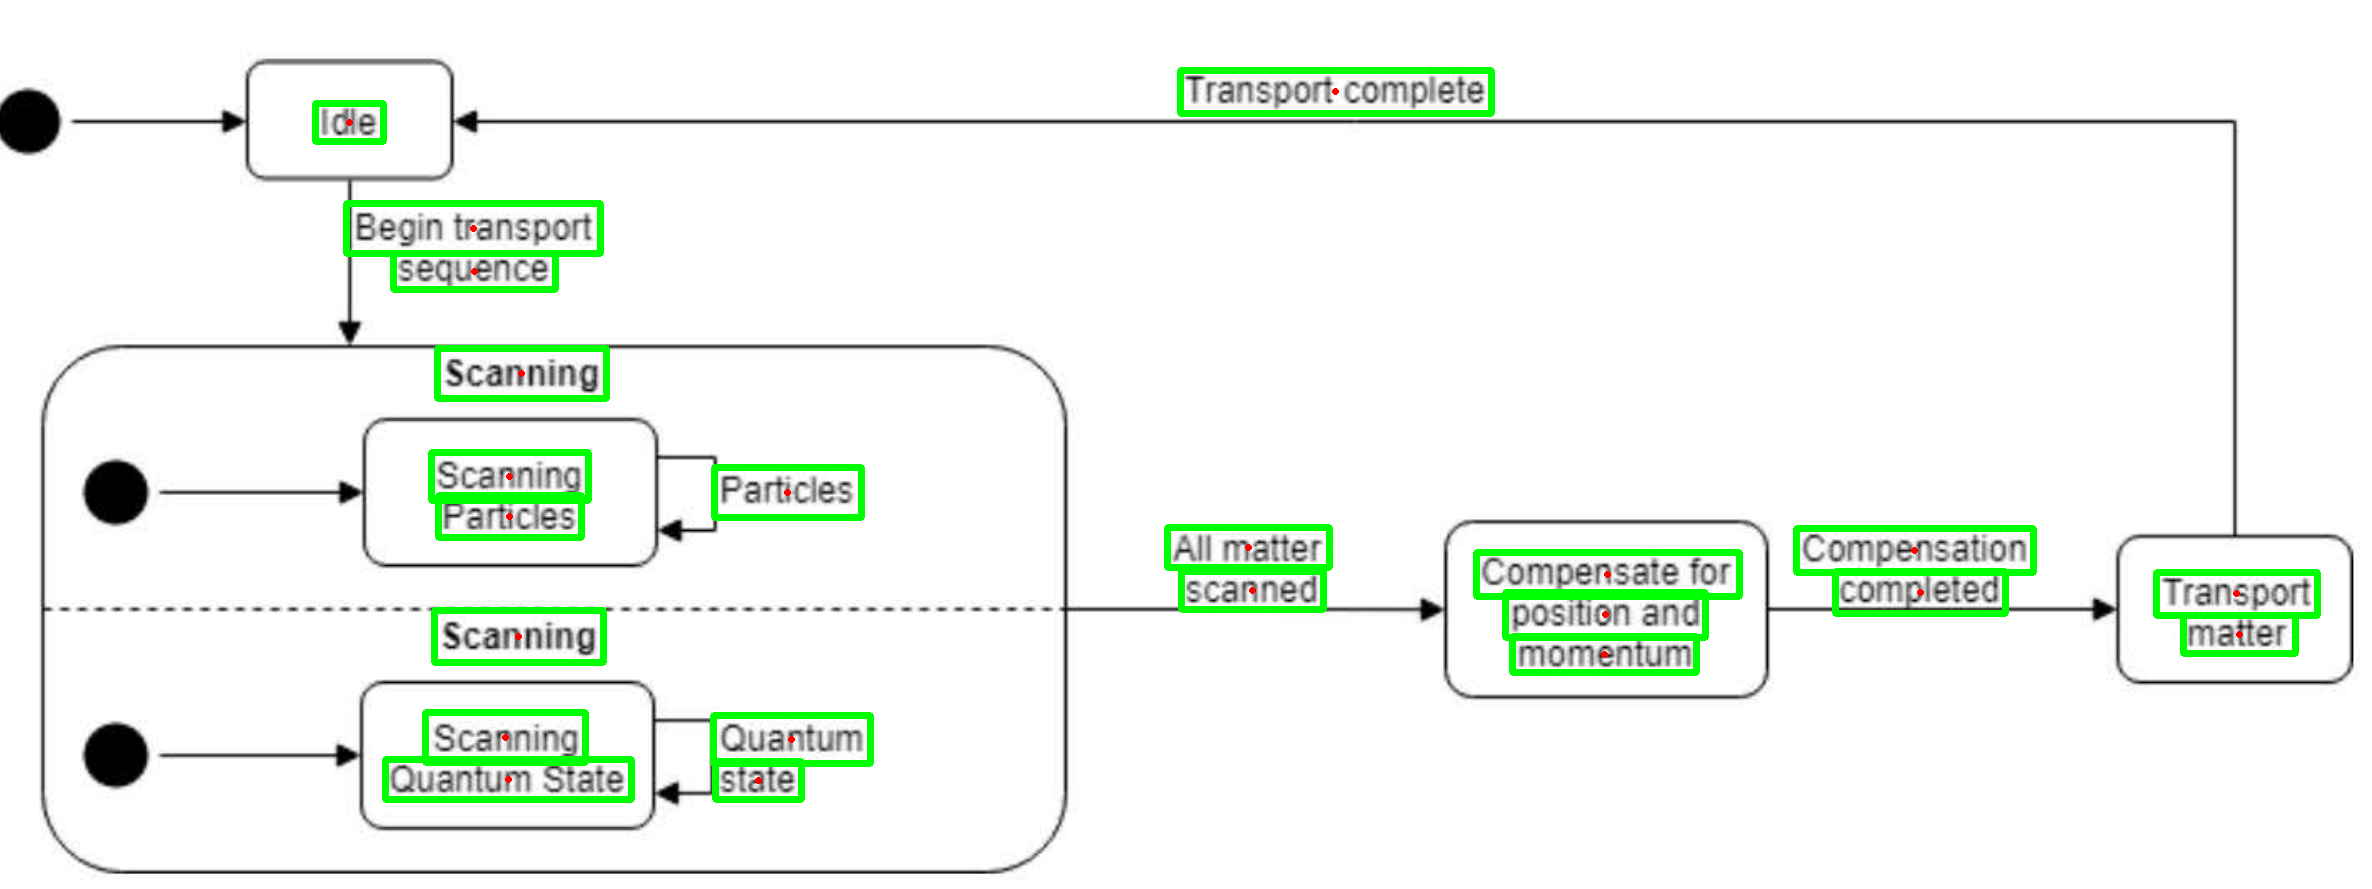 Transport complete
Idle
Begin transport
sequence
Scanning
Scanning
Particles
Particles
All matter
scanned
Compensate for
position and
momentum
Compensation
completed
Transport
matter
Scanning
Scanning
Quantum State
Quantum
state